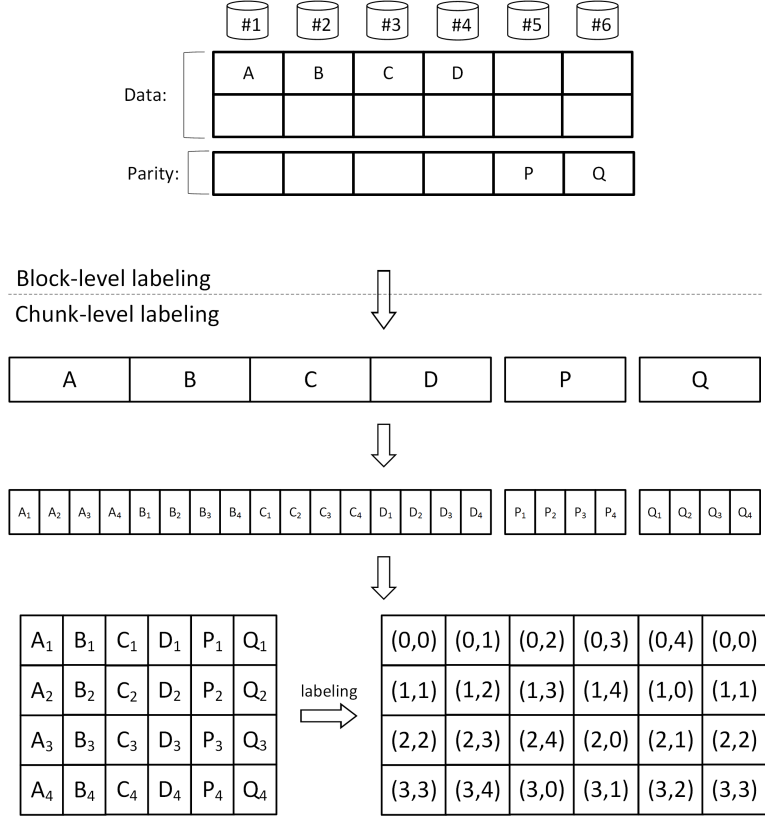 #1 #2 #3 #4 #5 #6
Data: A B C D
Parity: P Q
Block-level labeling
Chunk-level labeling
A B C D P Q
A₁ A₂ A₃ A₄ B₁ B₂ B₃ B₄ C₁ C₂ C₃ C₄ D₁ D₂ D₃ D₄ P₁ P₂ P₃ P₄ Q₁ Q₂ Q₃ Q₄
A₁ B₁ C₁ D₁ P₁ Q₁
A₂ B₂ C₂ D₂ P₂ Q₂
A₃ B₃ C₃ D₃ P₃ Q₃
A₄ B₄ C₄ D₄ P₄ Q₄
labeling
(0,0) (0,1) (0,2) (0,3) (0,4) (0,0)
(1,1) (1,2) (1,3) (1,4) (1,0) (1,1)
(2,2) (2,3) (2,4) (2,0) (2,1) (2,2)
(3,3) (3,4) (3,0) (3,1) (3,2) (3,3)